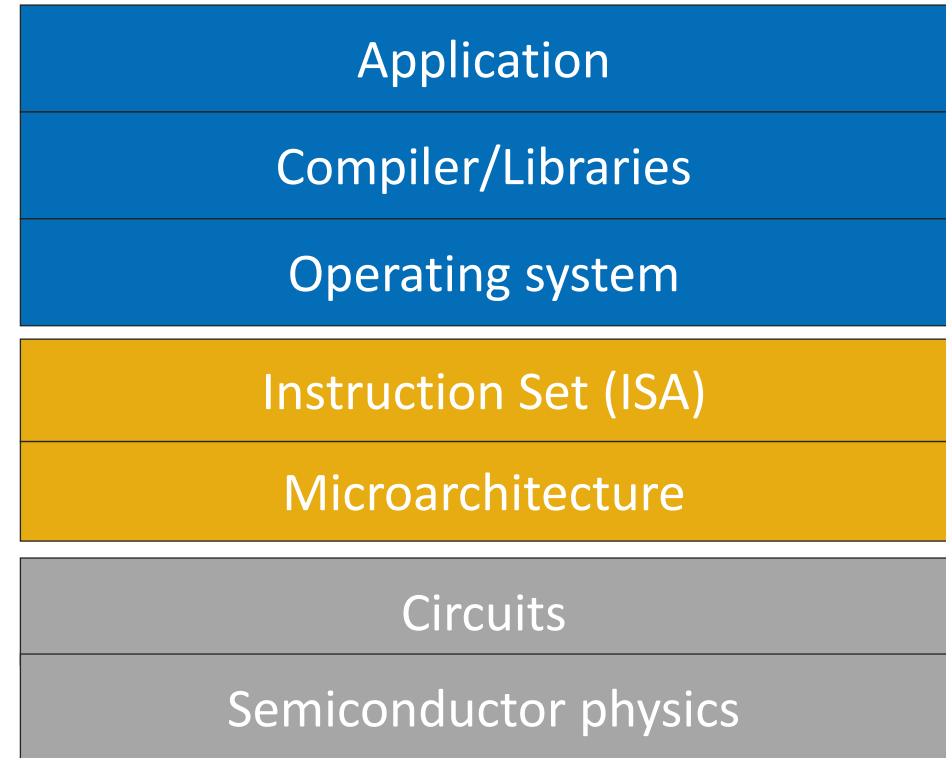 Application
Compiler/Libraries
Operating system
Instruction Set (ISA)
Microarchitecture
Circuits
Semiconductor physics